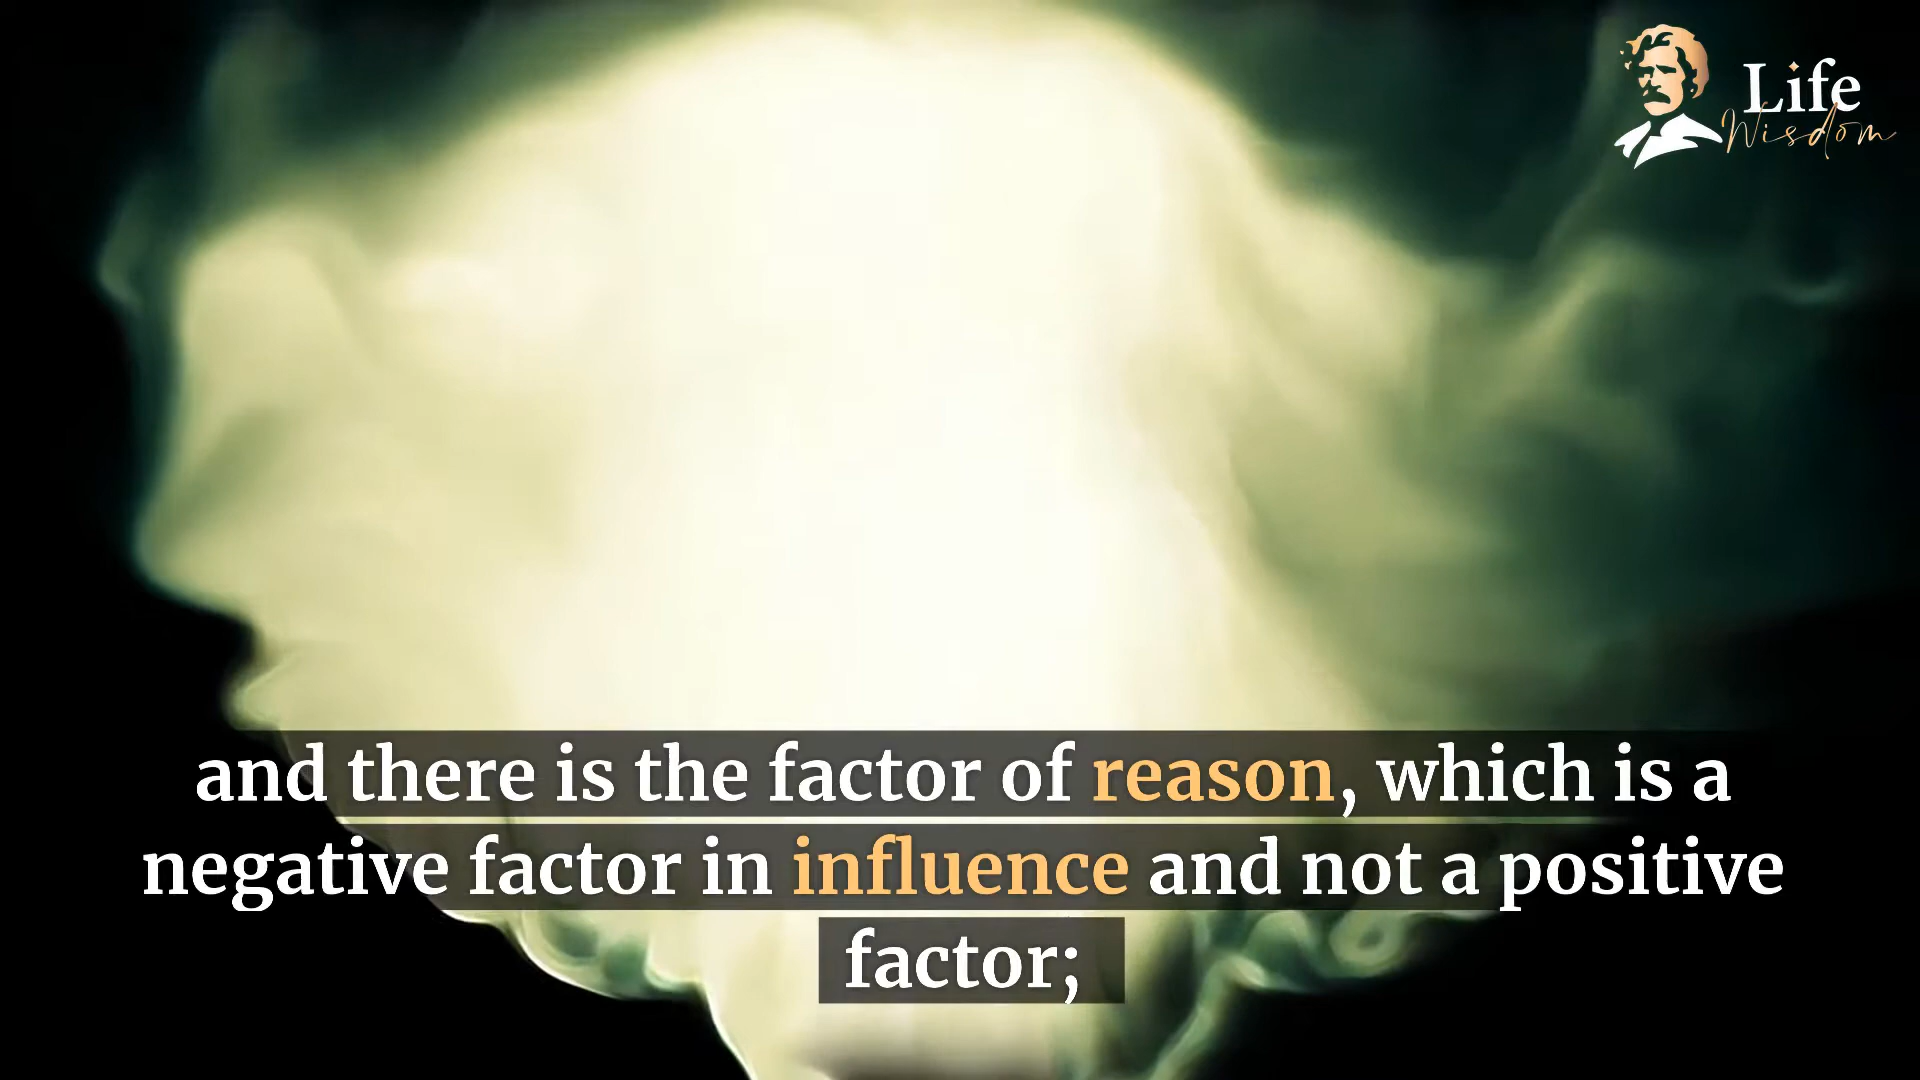 Life
Wisdom
and there is the factor of reason, which is a
negative factor in influence and not a positive
factor;